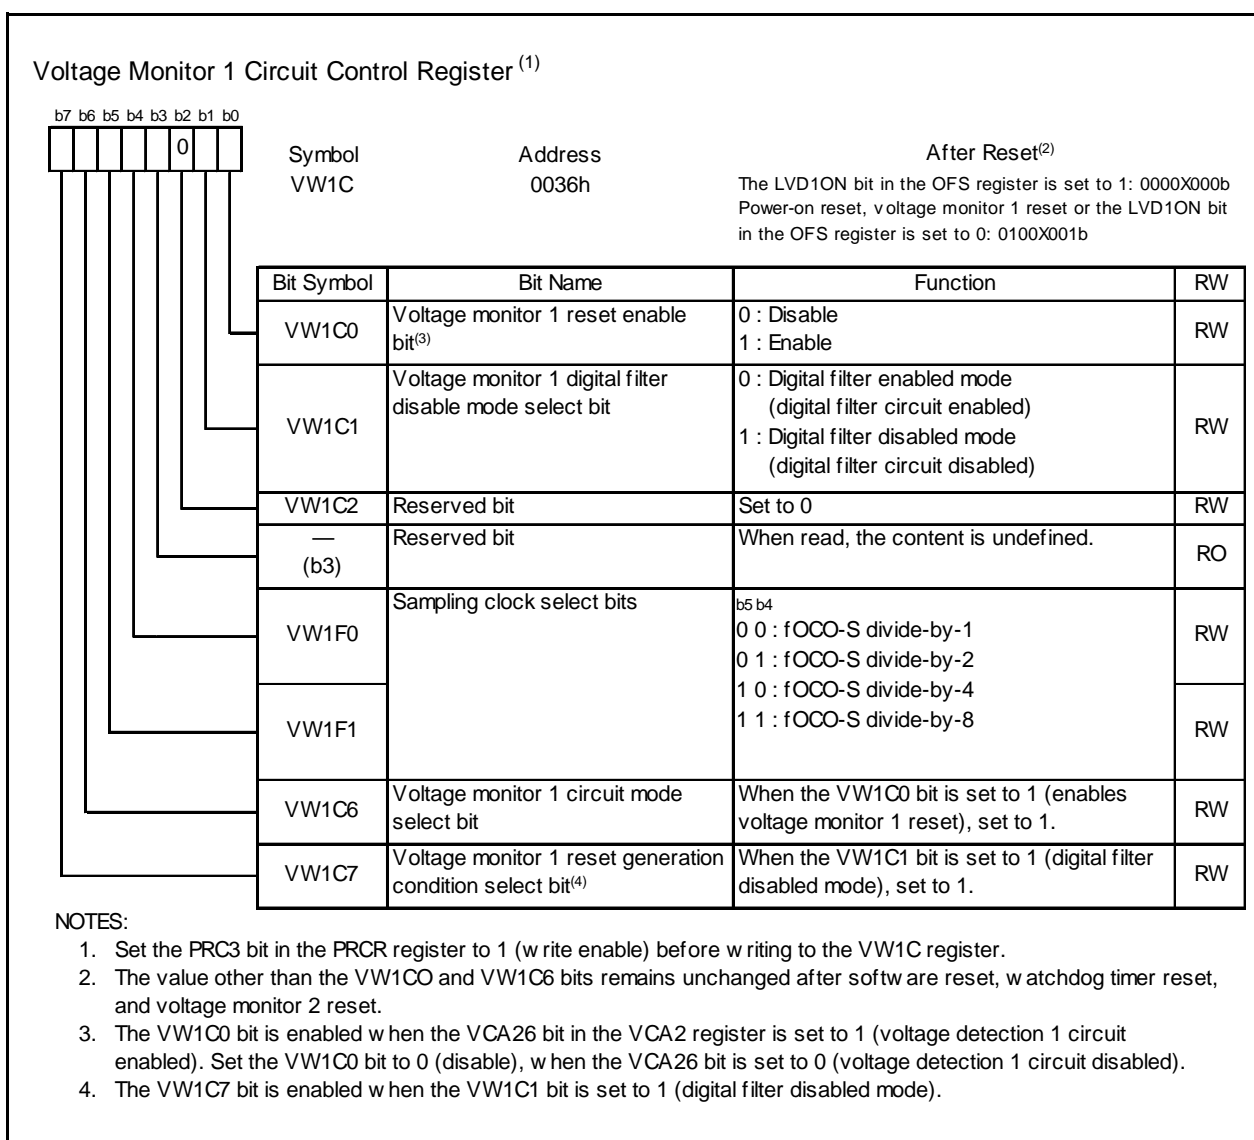 Voltage Monitor 1 Circuit Control Register (1)
b7 b6 b5 b4 b3 b2 b1 b0
0
Symbol Address After Reset(2)
VW1C 0036h The LVD1ON bit in the OFS register is set to 1: 0000X000b
Power-on reset, voltage monitor 1 reset or the LVD1ON bit
in the OFS register is set to 0: 0100X001b
Bit Symbol Bit Name Function RW
VW1C0 Voltage monitor 1 reset enable
bit(3)
0 : Disable
1 : Enable
RW
VW1C1 Voltage monitor 1 digital filter
disable mode select bit
0 : Digital filter enabled mode
(digital filter circuit enabled)
1 : Digital filter disabled mode
(digital filter circuit disabled)
RW
VW1C2 Reserved bit Set to 0 RW
—
(b3)
Reserved bit When read, the content is undefined. RO
VW1F0 Sampling clock select bits
b5 b4
0 0 : fOCO-S divide-by-1
0 1 : fOCO-S divide-by-2
1 0 : fOCO-S divide-by-4
1 1 : fOCO-S divide-by-8
RW
VW1F1 RW
VW1C6 Voltage monitor 1 circuit mode
select bit
When the VW1C0 bit is set to 1 (enables
voltage monitor 1 reset), set to 1.
RW
VW1C7 Voltage monitor 1 reset generation
condition select bit(4)
When the VW1C1 bit is set to 1 (digital filter
disabled mode), set to 1.
RW
NOTES:
1. Set the PRC3 bit in the PRCR register to 1 (write enable) before writing to the VW1C register.
2. The value other than the VW1CO and VW1C6 bits remains unchanged after software reset, watchdog timer reset,
and voltage monitor 2 reset.
3. The VW1C0 bit is enabled when the VCA26 bit in the VCA2 register is set to 1 (voltage detection 1 circuit
enabled). Set the VW1C0 bit to 0 (disable), when the VCA26 bit is set to 0 (voltage detection 1 circuit disabled).
4. The VW1C7 bit is enabled when the VW1C1 bit is set to 1 (digital filter disabled mode).